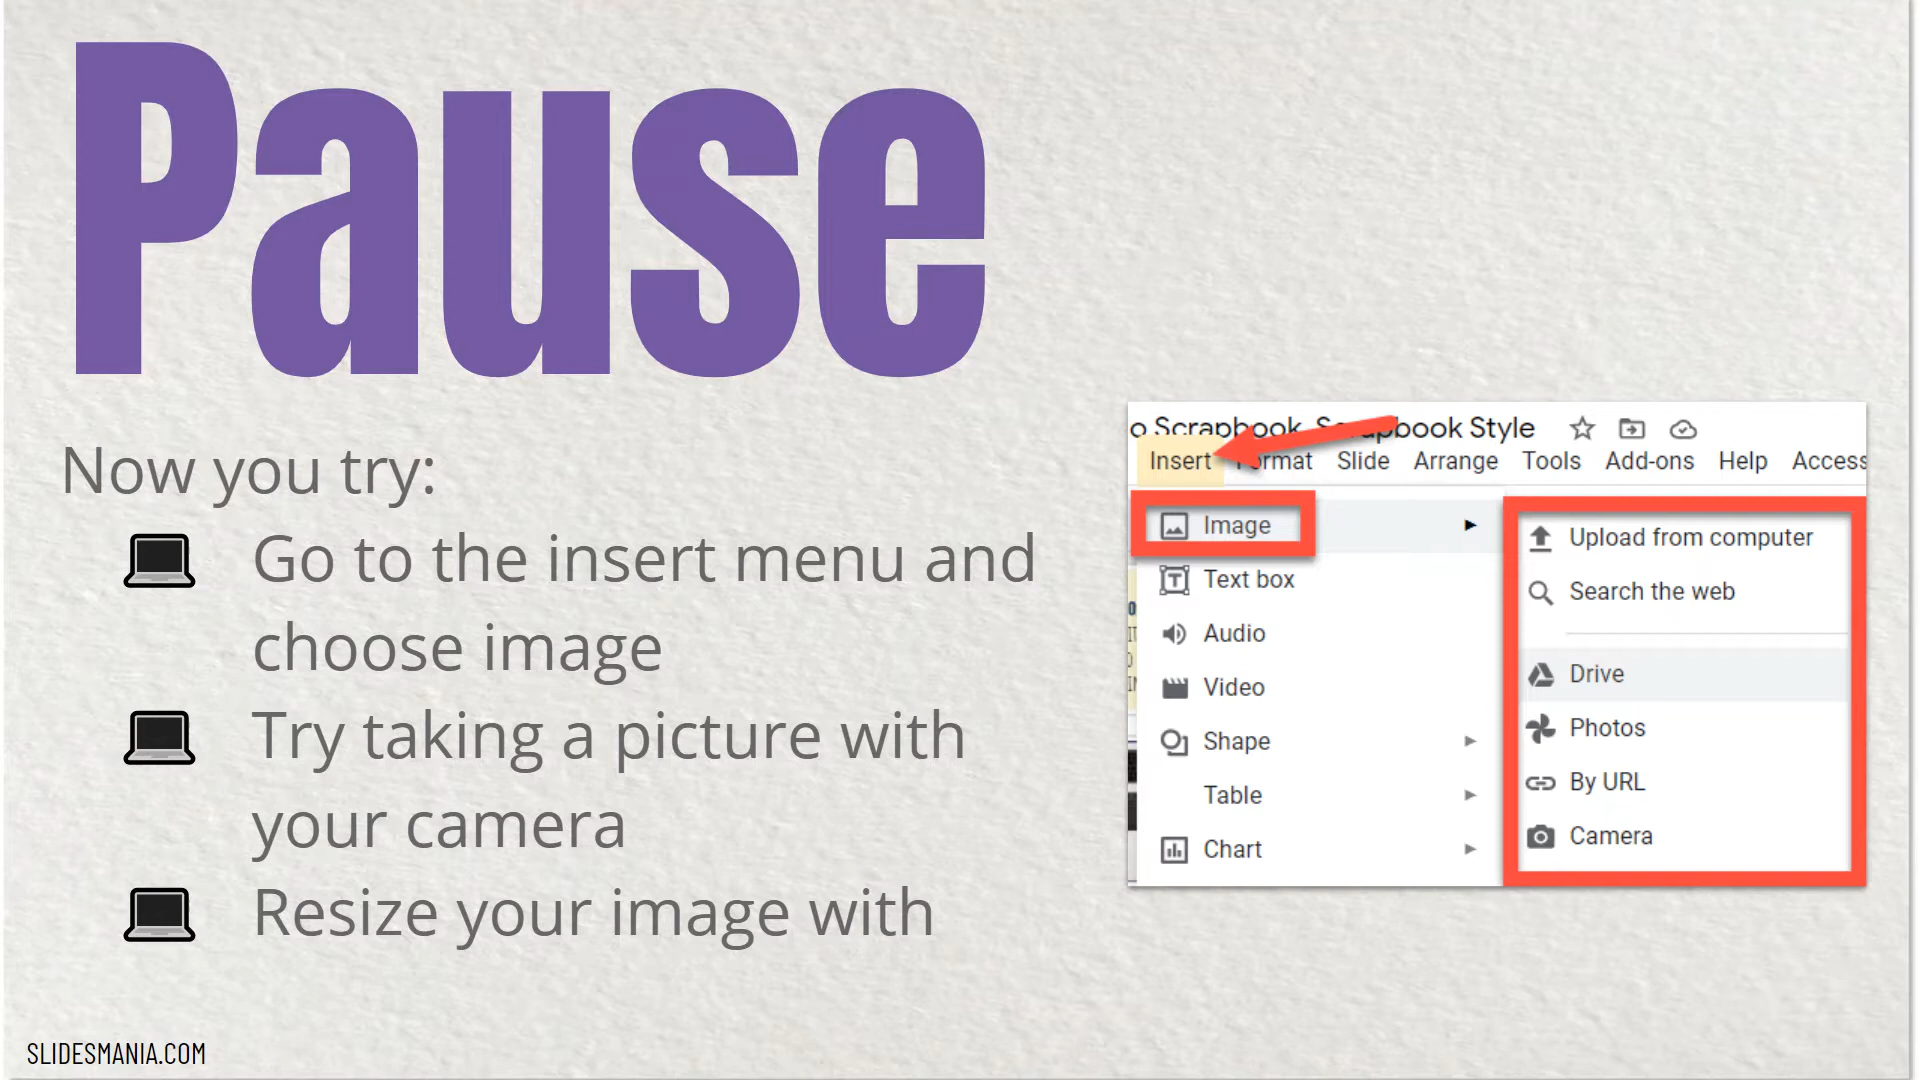 Pause
Now you try:
Go to the insert menu and
choose image
Try taking a picture with
your camera
Resize your image with
o Scrapbook, Scrapbook Style
Insert Format Slide Arrange Tools Add-ons Help Access
Image
Text box
Audio
Video
Shape
Table
Chart
Upload from computer
Search the web
Drive
Photos
By URL
Camera
SLIDESMANIA.COM